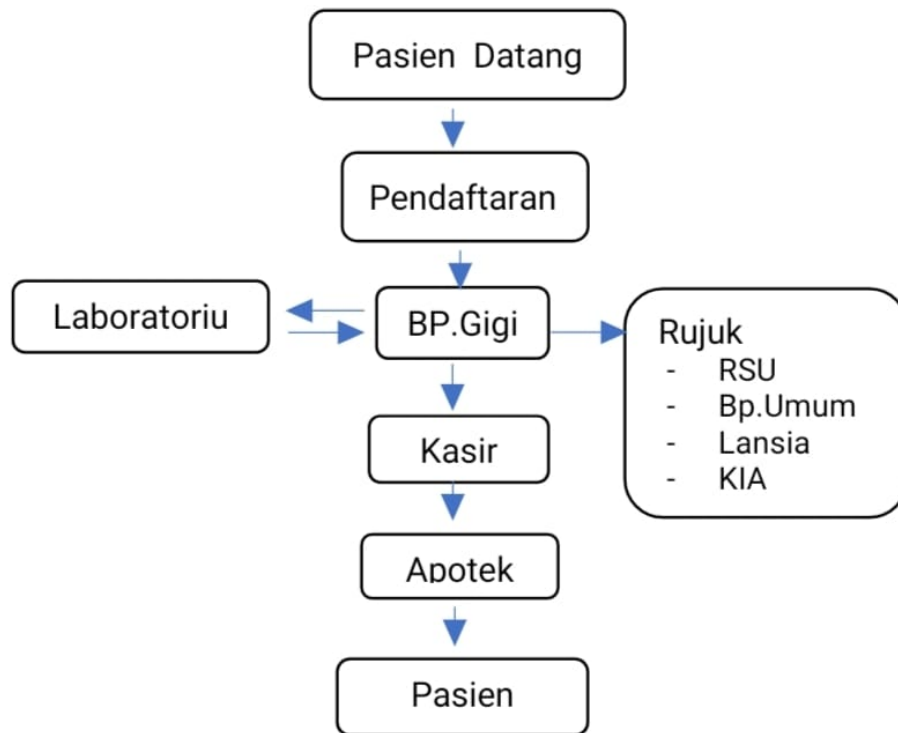 Pasien Datang
Pendaftaran
Laboratoriu
BP.Gigi
Rujuk
- RSU
- Bp.Umum
- Lansia
- KIA
Kasir
Apotek
Pasien